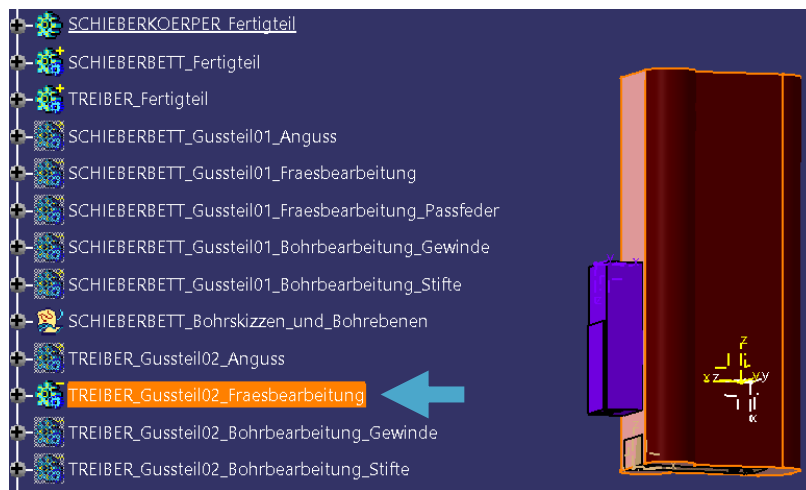 SCHIEBERKOERPER_Fertigteil
SCHIEBERBETT_Fertigteil
TREIBER_Fertigteil
SCHIEBERBETT_Gussteil01_Anguss
SCHIEBERBETT_Gussteil01_Fraesbearbeitung
SCHIEBERBETT_Gussteil01_Fraesbearbeitung_Passfeder
SCHIEBERBETT_Gussteil01_Bohrbearbeitung_Gewinde
SCHIEBERBETT_Gussteil01_Bohrbearbeitung_Stifte
SCHIEBERBETT_Bohrskizzen_und_Bohrebenen
TREIBER_Gussteil02_Anguss
TREIBER_Gussteil02_Fraesbearbeitung
TREIBER_Gussteil02_Bohrbearbeitung_Gewinde
TREIBER_Gussteil02_Bohrbearbeitung_Stifte
z
x z y y
x